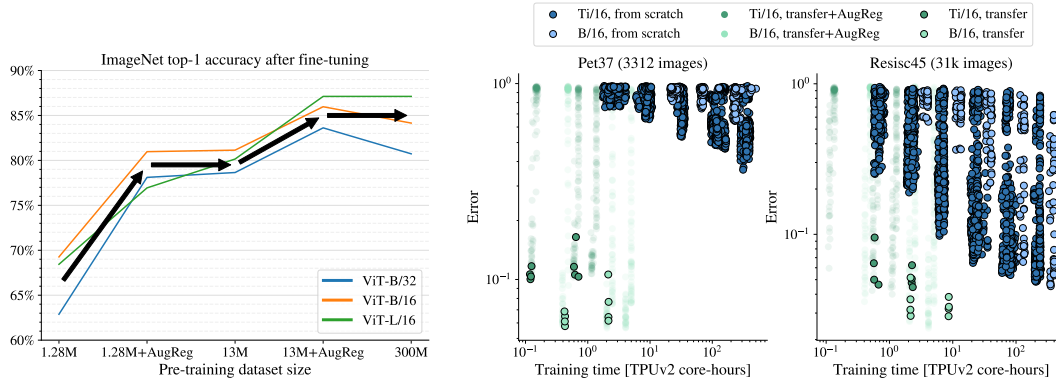 ImageNet top-1 accuracy after fine-tuning
90%
85%
80%
75%
70%
65%
60%
1.28M
1.28M+AugReg
13M
13M+AugReg
300M
Pre-training dataset size
ViT-B/32
ViT-B/16
ViT-L/16
Ti/16, from scratch
Ti/16, transfer+AugReg
Ti/16, transfer
B/16, from scratch
B/16, transfer+AugReg
B/16, transfer
Pet37 (3312 images)
Error
10⁰
10⁻¹
10⁻¹
10⁰
10¹
10²
Training time [TPUv2 core-hours]
Resisc45 (31k images)
Error
10⁰
10⁻¹
10⁻¹
10⁰
10¹
10²
Training time [TPUv2 core-hours]